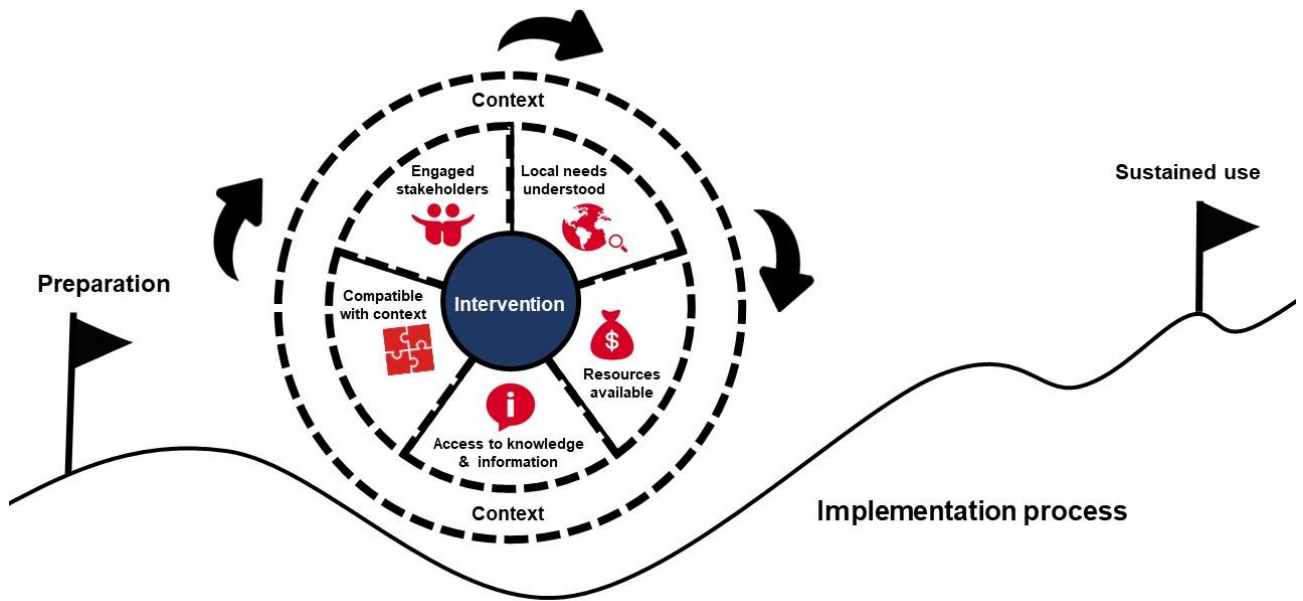 Context
Engaged
stakeholders
Local needs
understood
Sustained use
Preparation
Compatible
with context
Intervention
$
Resources
available
i
Access to knowledge
& information
Context
Implementation process